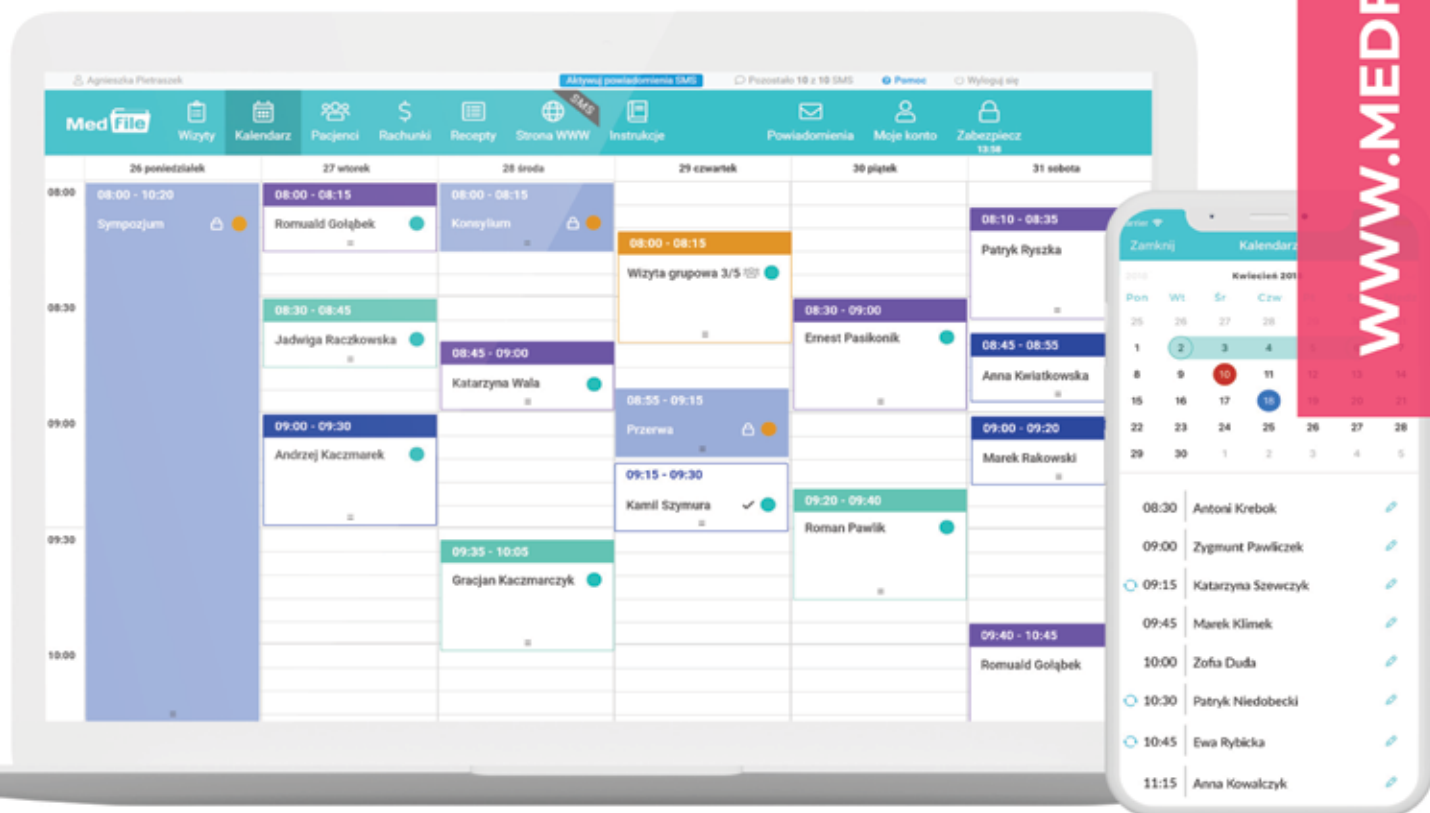 WWW.MEDF
Agnieszka Pietraszek
Aktywuj powiadomienia SMS
Pozostało 10 z 10 SMS
Pomoc
Wyloguj się
Med File
Wizyty
Kalendarz
Pacjenci
Rachunki
Recepty
Strona WWW
SMS
Instrukcje
Powiadomienia
Moje konto
Zabezpiecz
13:58
26 poniedziałek
27 wtorek
28 środa
29 czwartek
30 piątek
31 sobota
08:00
08:30
09:00
09:30
10:00
08:00 - 10:20
Sympozjum
08:00 - 08:15
Romuald Gołąbek
08:30 - 08:45
Jadwiga Raczkowska
09:00 - 09:30
Andrzej Kaczmarek
08:00 - 08:15
Konsylium
08:45 - 09:00
Katarzyna Wala
09:35 - 10:05
Gracjan Kaczmarczyk
08:00 - 08:15
Wizyta grupowa 3/5
08:55 - 09:15
Przerwa
09:15 - 09:30
Kamil Szymura
08:30 - 09:00
Ernest Pasikonik
09:20 - 09:40
Roman Pawlik
08:10 - 08:35
Patryk Ryszka
08:45 - 08:55
Anna Kwiatkowska
09:00 - 09:20
Marek Rakowski
09:40 - 10:45
Romuald Gołąbek
Zamknij
Kalendarz
Kwiecień 201
Pon Wt Śr Czw
25 26 27 28
1 2 3 4
8 9 10 11 12 13 14
15 16 17 18 19 20 21
22 23 24 25 26 27 28
29 30 1 2 3 4 5
08:30 Antoni Krebok
09:00 Zygmunt Pawliczek
09:15 Katarzyna Szewczyk
09:45 Marek Klimek
10:00 Zofia Duda
10:30 Patryk Niedobecki
10:45 Ewa Rybicka
11:15 Anna Kowalczyk